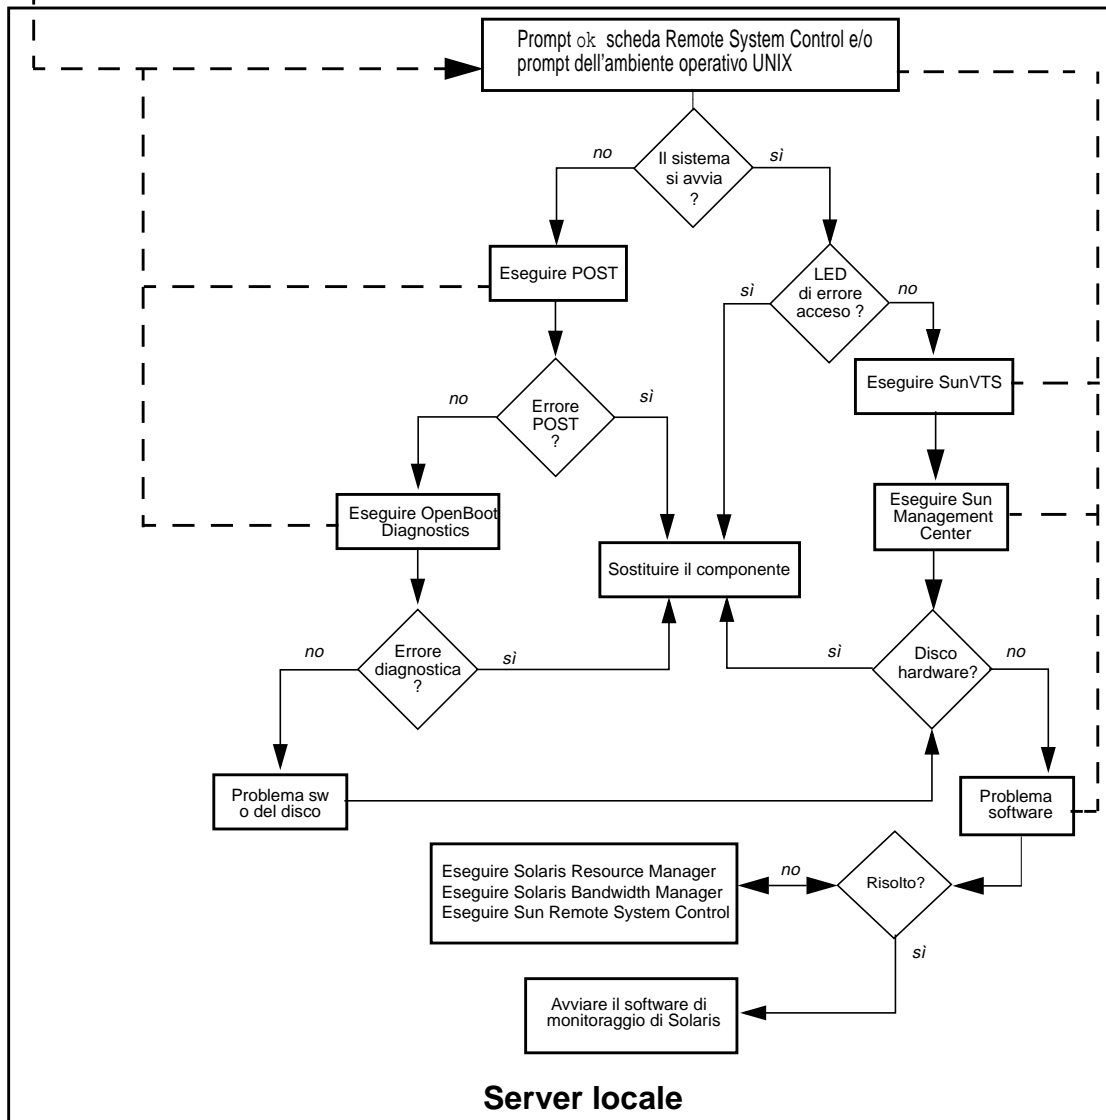 Prompt ok scheda Remote System Control e/o
prompt dell'ambiente operativo UNIX
no
Il sistema
si avvia
?
sì
Eseguire POST
sì
LED
di errore
acceso ?
no
Eseguire SunVTS
no
Errore
POST
?
sì
Eseguire OpenBoot
Diagnostics
Eseguire Sun
Management
Center
Sostituire il componente
no
Errore
diagnostica
?
sì
sì
Disco
hardware?
no
Problema sw
o del disco
Problema
software
Eseguire Solaris Resource Manager
Eseguire Solaris Bandwidth Manager
Eseguire Sun Remote System Control
no
Risolto?
sì
Avviare il software di
monitoraggio di Solaris
Server locale